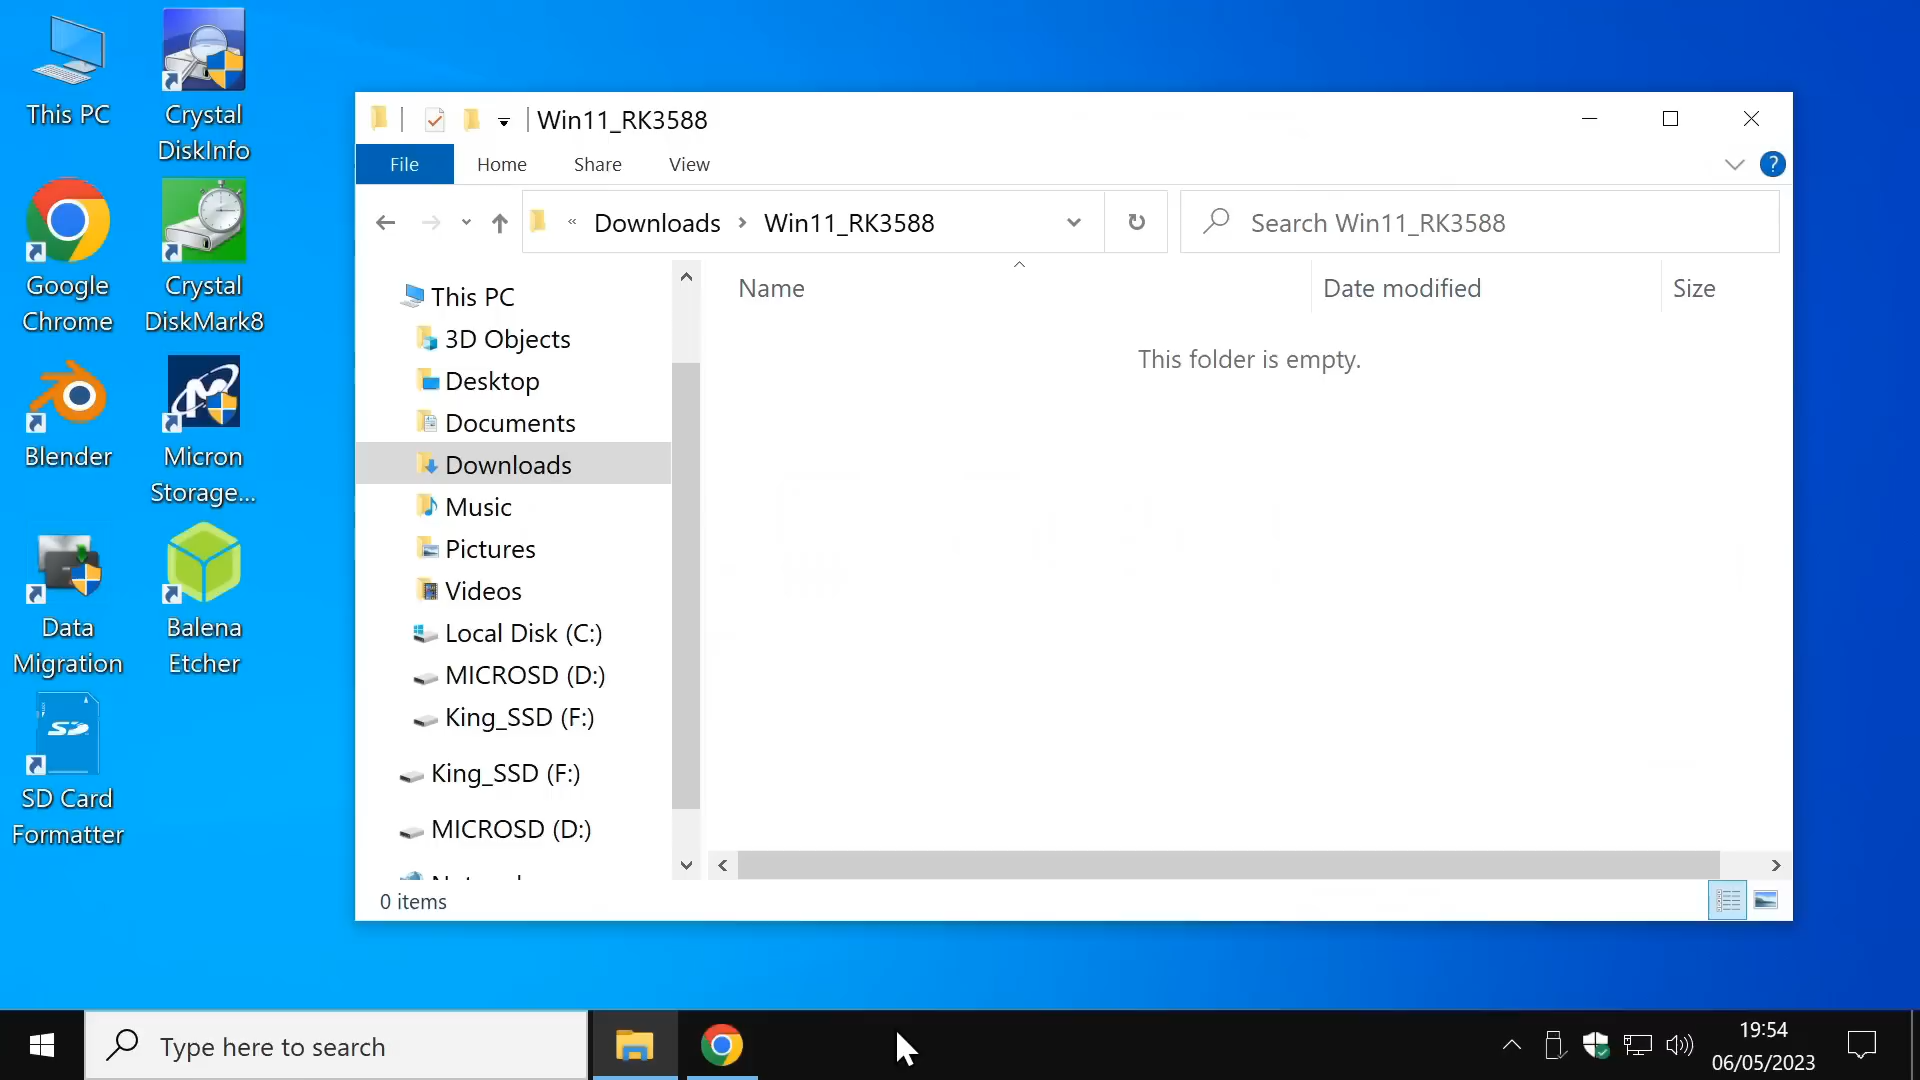 This PC
Crystal
DiskInfo
Google
Chrome
Crystal
DiskMark8
Blender
Micron
Storage...
Data
Migration
Balena
Etcher
SD
SD Card
Formatter
Win11_RK3588
File
Home
Share
View
?
«
Downloads
Win11_RK3588
Search Win11_RK3588
This PC
3D Objects
Desktop
Documents
Downloads
Music
Pictures
Videos
Local Disk (C:)
MICROSD (D:)
King_SSD (F:)
King_SSD (F:)
MICROSD (D:)
Name
Date modified
Size
This folder is empty.
0 items
Type here to search
19:54
06/05/2023